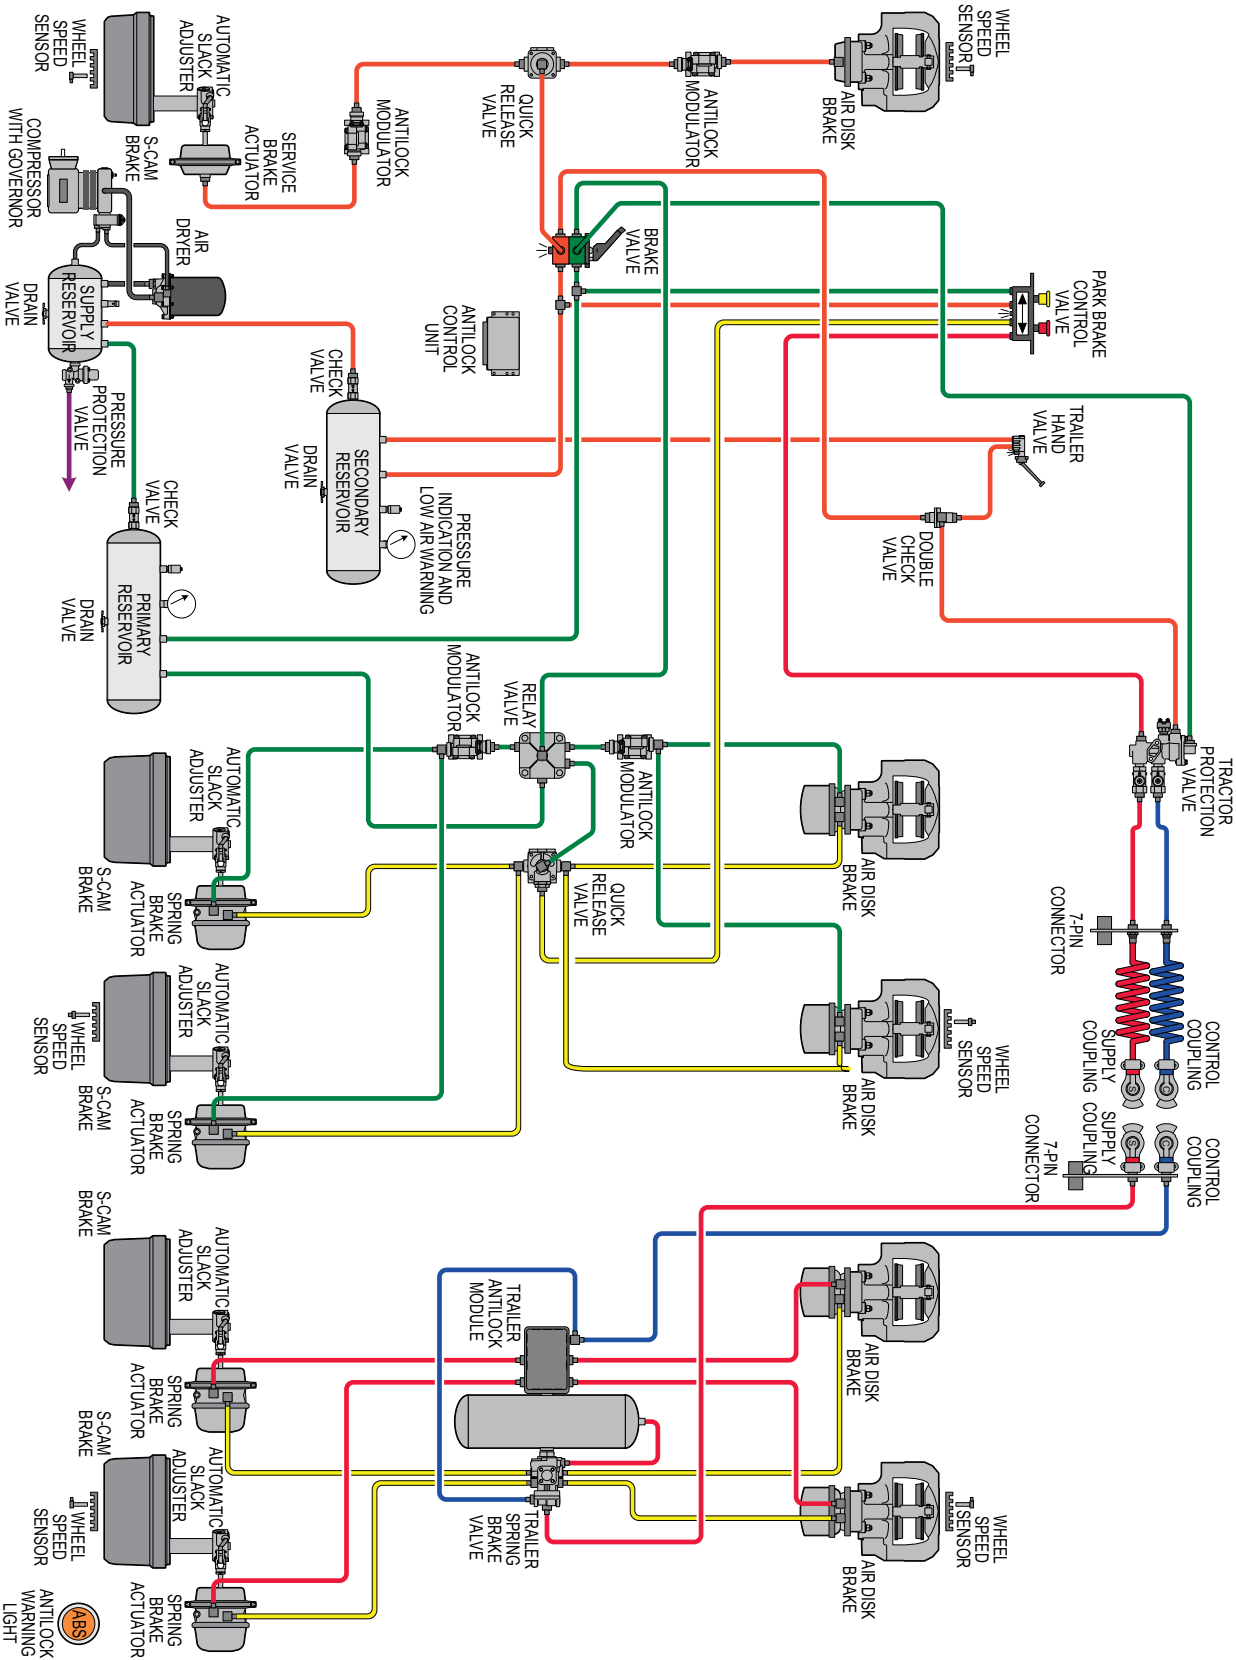 WHEEL
SPEED
SENSOR
AUTOMATIC
SLACK
ADJUSTER
S-CAM
BRAKE
SERVICE
BRAKE
ACTUATOR
ANTILOCK
MODULATOR
QUICK
RELEASE
VALVE
ANTILOCK
MODULATOR
AIR DISK
BRAKE
WHEEL
SPEED
SENSOR
COMPRESSOR
WITH GOVERNOR
AIR
DRYER
SUPPLY
RESERVOIR
DRAIN
VALVE
PRESSURE
PROTECTION
VALVE
BRAKE
VALVE
ANTILOCK
CONTROL
UNIT
PARK BRAKE
CONTROL
VALVE
TRAILER
HAND
VALVE
DOUBLE
CHECK
VALVE
CHECK
VALVE
SECONDARY
RESERVOIR
DRAIN
VALVE
PRESSURE
INDICATION AND
LOW AIR WARNING
CHECK
VALVE
PRIMARY
RESERVOIR
DRAIN
VALVE
TRACTOR
PROTECTION
VALVE
ANTILOCK
MODULATOR
RELAY
VALVE
ANTILOCK
MODULATOR
QUICK
RELEASE
VALVE
AUTOMATIC
SLACK
ADJUSTER
S-CAM
BRAKE
SPRING
BRAKE
ACTUATOR
AIR DISK
BRAKE
7-PIN
CONNECTOR
AUTOMATIC
SLACK
ADJUSTER
WHEEL
SPEED
SENSOR
S-CAM
BRAKE
SPRING
BRAKE
ACTUATOR
WHEEL
SPEED
SENSOR
AIR DISK
BRAKE
CONTROL
COUPLING
SUPPLY
COUPLING
C
S
C
S
CONTROL
COUPLING
SUPPLY
COUPLING
7-PIN
CONNECTOR
S-CAM
BRAKE
AUTOMATIC
SLACK
ADJUSTER
SPRING
BRAKE
ACTUATOR
TRAILER
ANTILOCK
MODULE
AIR DISK
BRAKE
S-CAM
BRAKE
AUTOMATIC
SLACK
ADJUSTER
WHEEL
SPEED
SENSOR
SPRING
BRAKE
ACTUATOR
TRAILER
SPRING
BRAKE
VALVE
WHEEL
SPEED
SENSOR
AIR DISK
BRAKE
ABS
ANTILOCK
WARNING
LIGHT